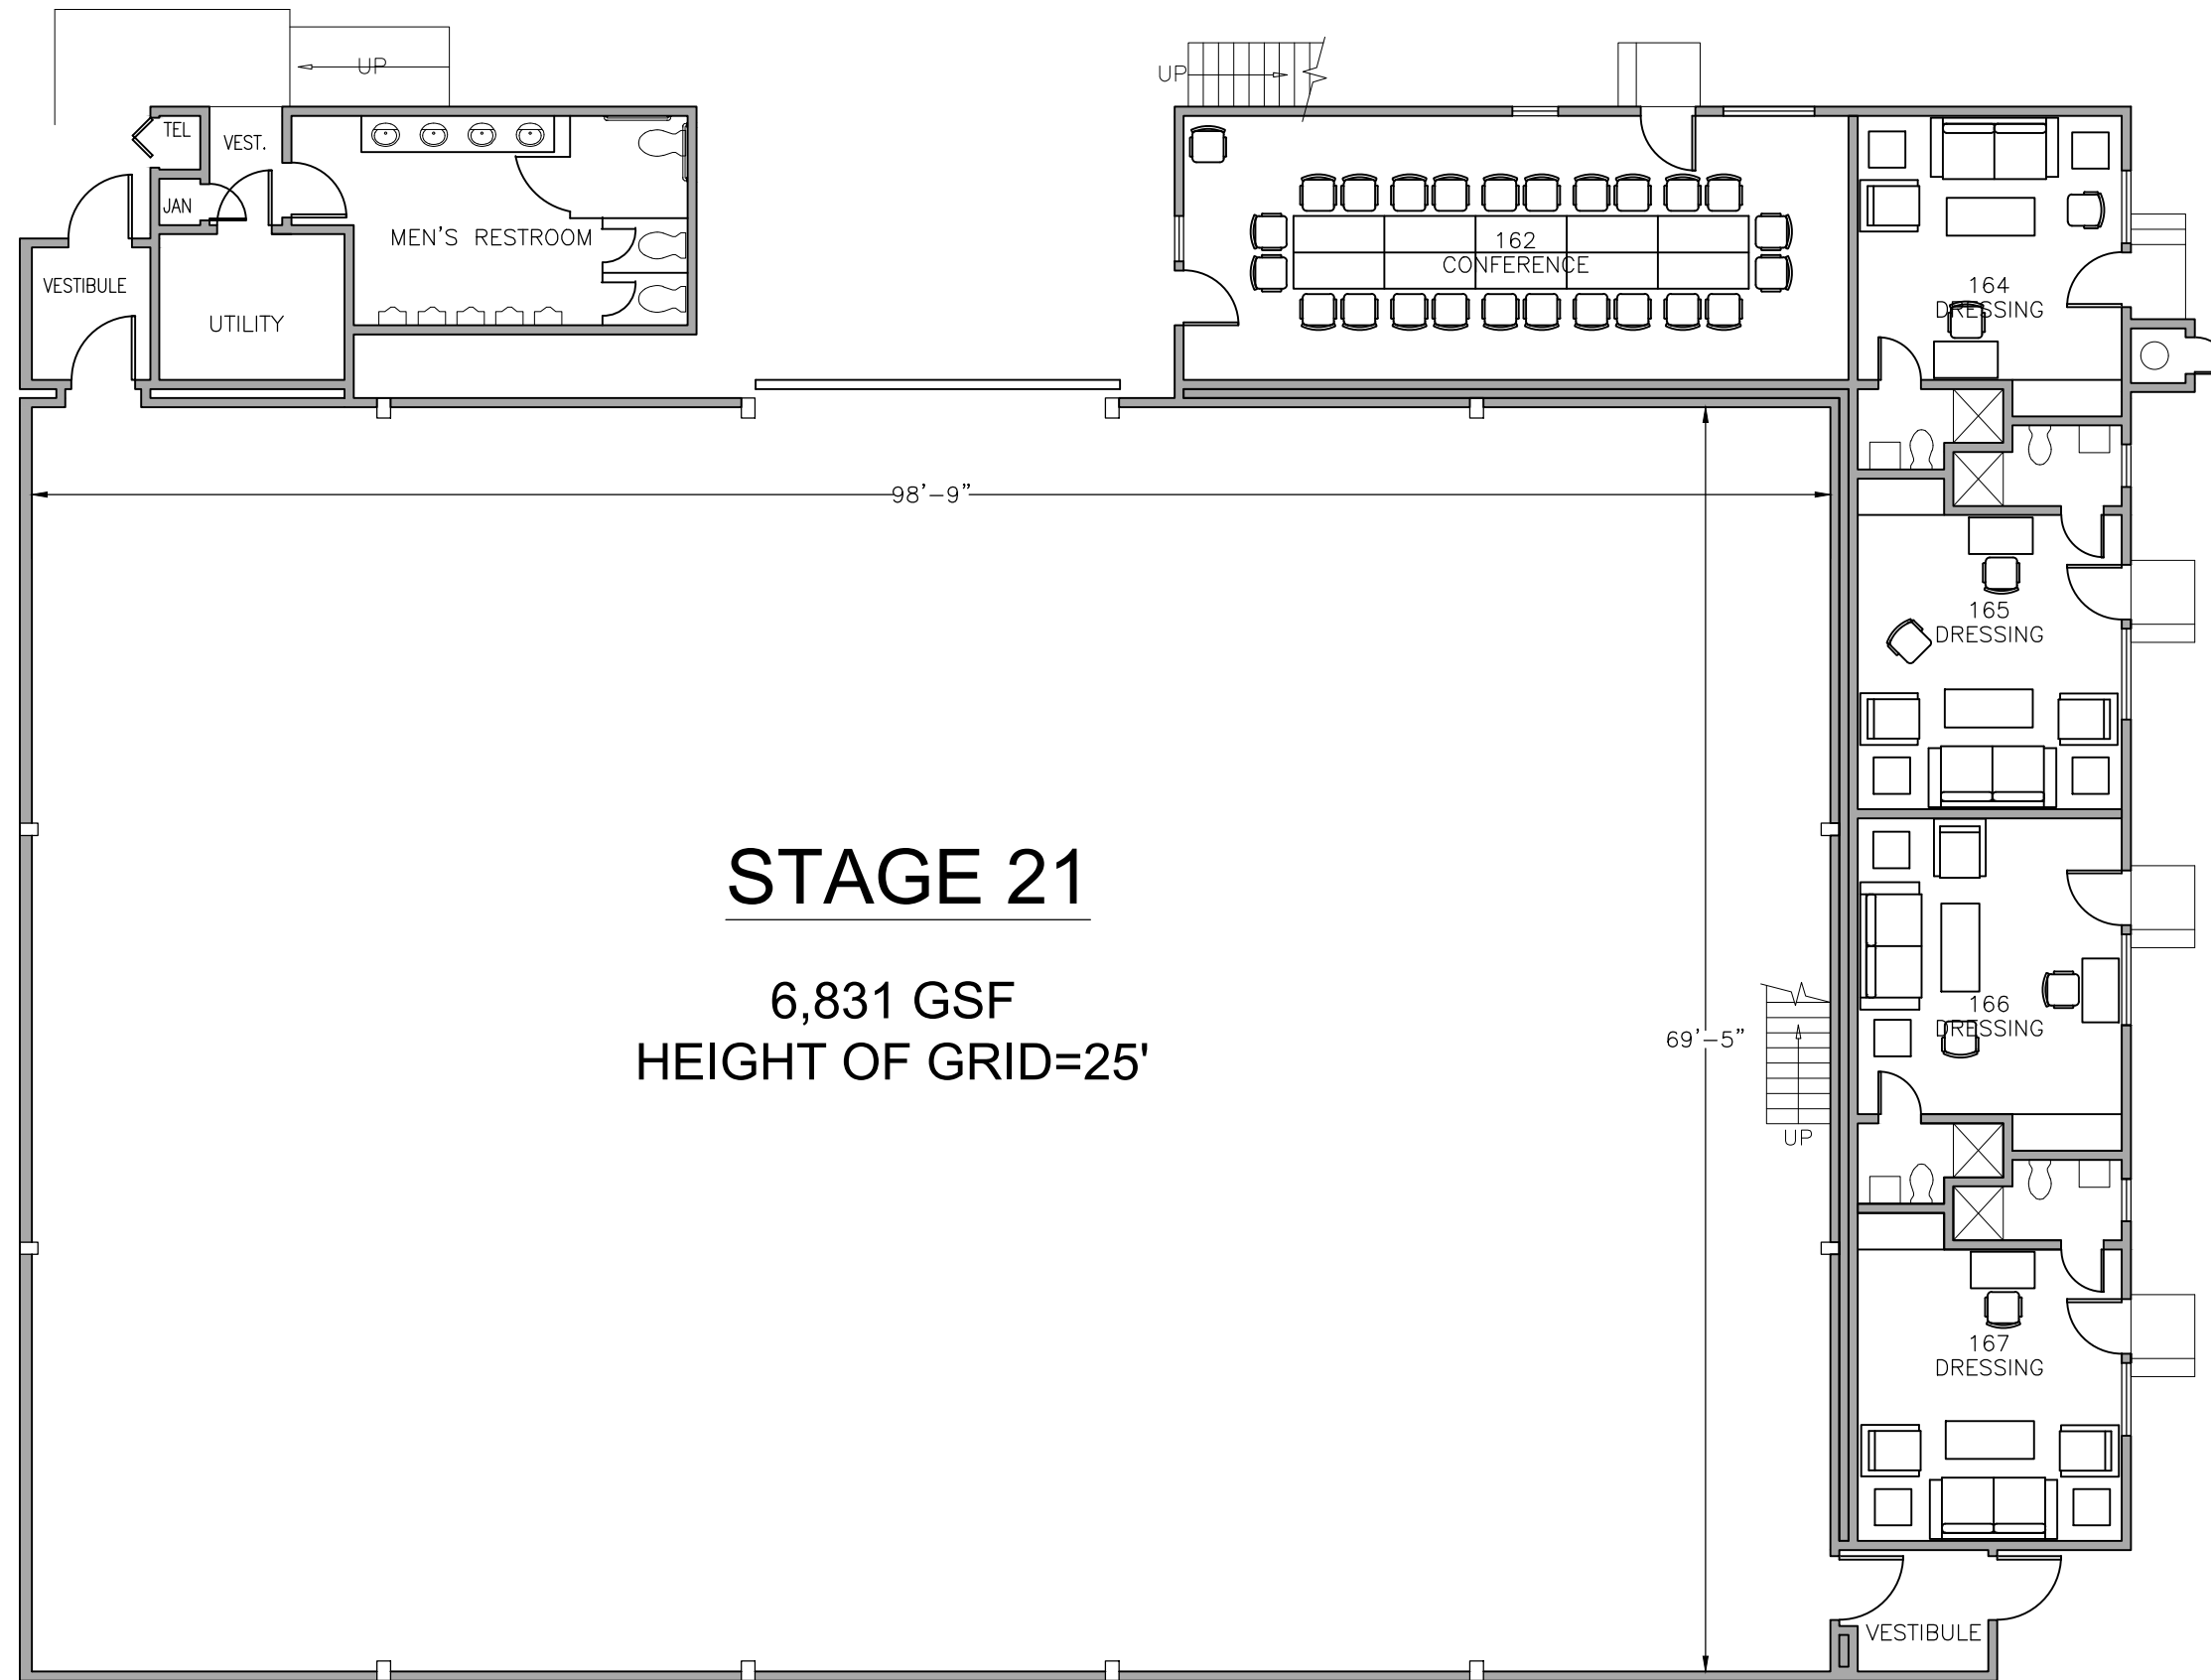 UP
UP
TEL
VEST.
JAN
MEN'S RESTROOM
VESTIBULE
UTILITY
162
CONFERENCE
164
DRESSING
98'-9"
165
DRESSING
STAGE 21
6,831 GSF
HEIGHT OF GRID=25'
69'-5"
166
DRESSING
UP
167
DRESSING
VESTIBULE